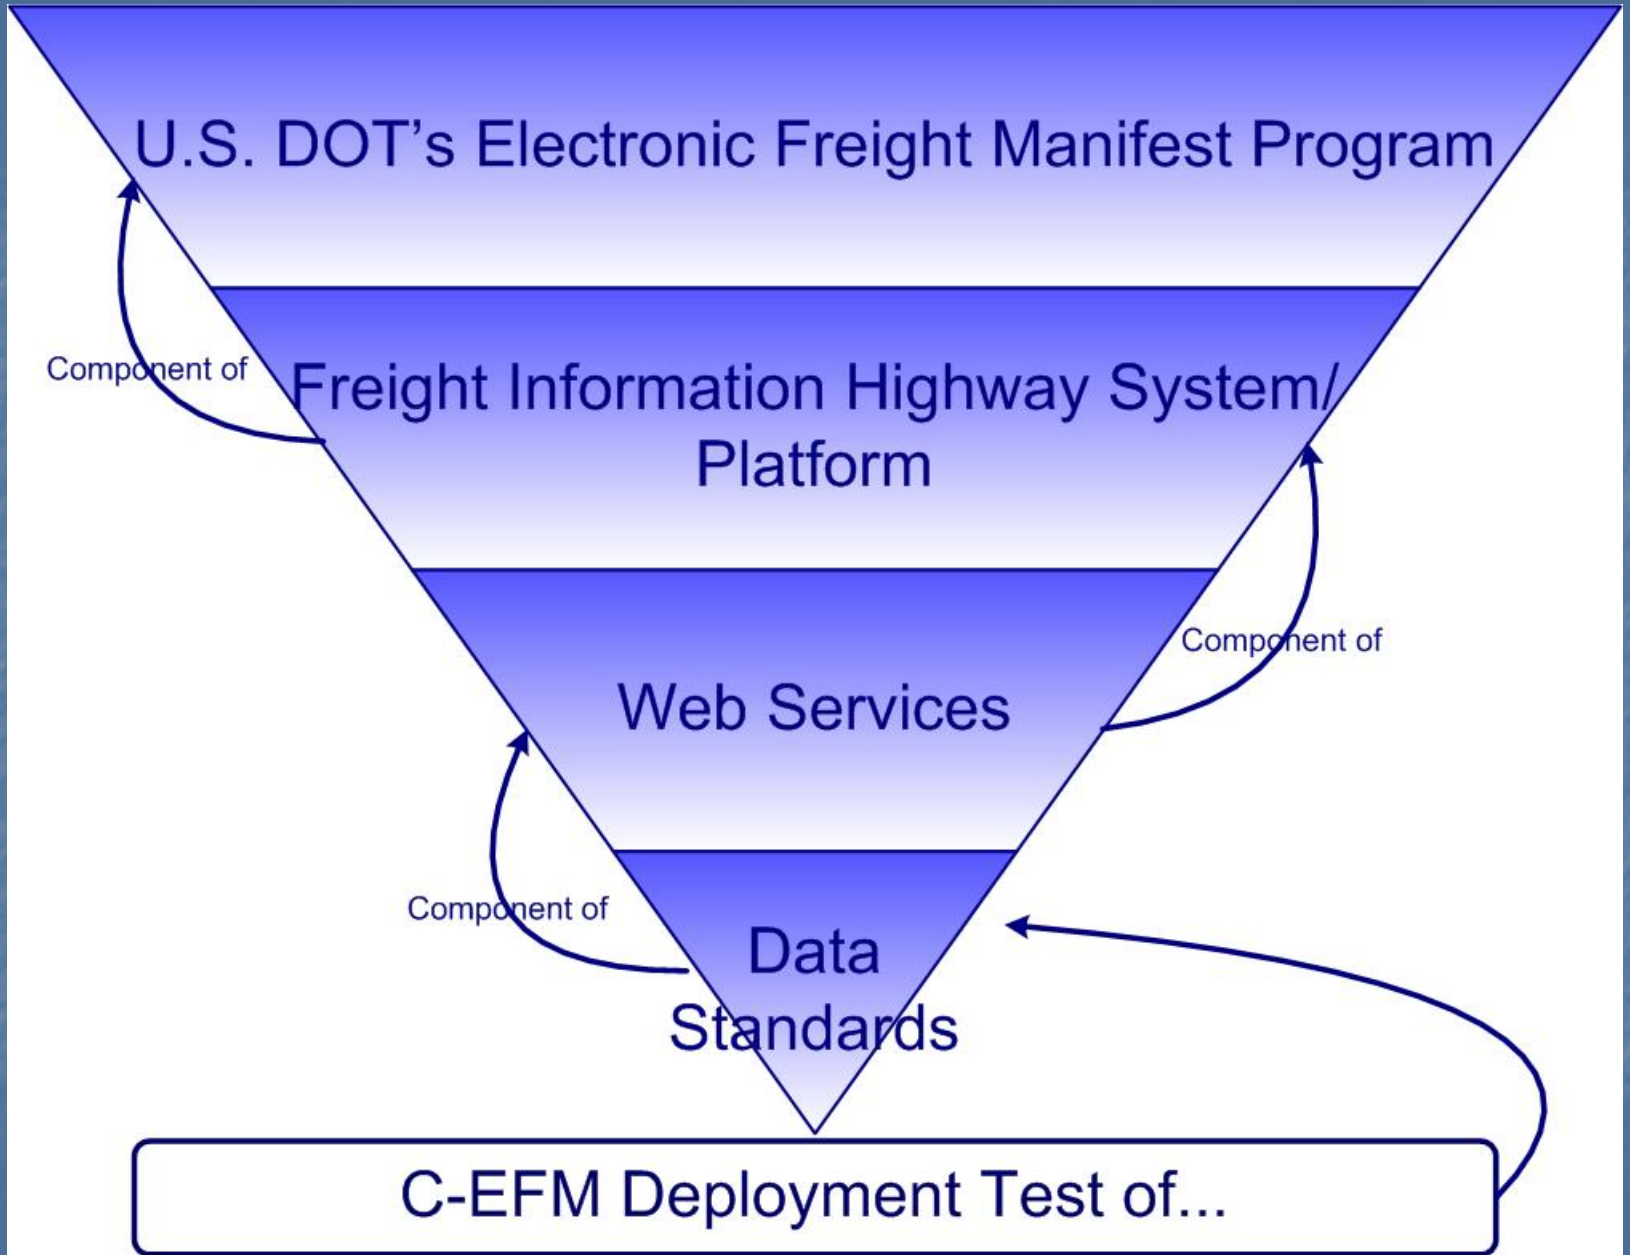 U.S. DOT’s Electronic Freight Manifest Program
Component of
Freight Information Highway System/
Platform
Component of
Web Services
Component of
Data
Standards
C-EFM Deployment Test of...